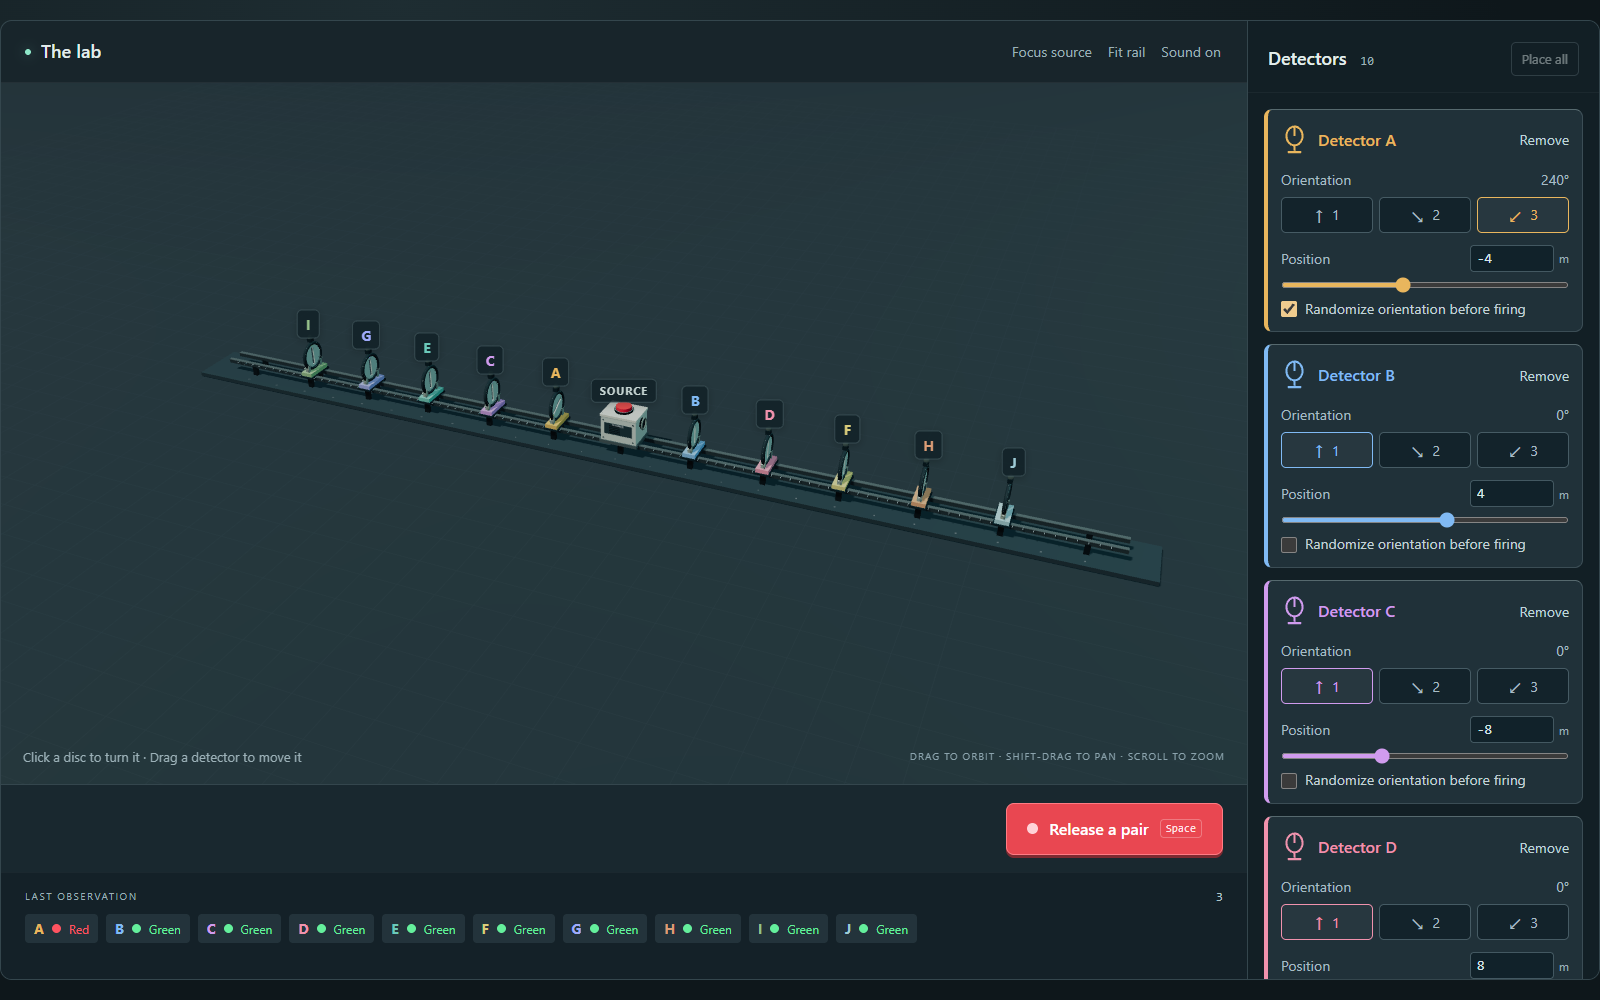 The lab
Focus source
Fit rail
Sound on
I
G
E
C
A
SOURCE
B
D
F
H
J
Click a disc to turn it · Drag a detector to move it
DRAG TO ORBIT · SHIFT-DRAG TO PAN · SCROLL TO ZOOM
Release a pair Space
LAST OBSERVATION
3
A Red
B Green
C Green
D Green
E Green
F Green
G Green
H Green
I Green
J Green
Detectors 10
Place all
Detector A
Remove
Orientation 240°
↑ 1
↘ 2
↙ 3
Position -4 m
Randomize orientation before firing
Detector B
Remove
Orientation 0°
↑ 1
↘ 2
↙ 3
Position 4 m
Randomize orientation before firing
Detector C
Remove
Orientation 0°
↑ 1
↘ 2
↙ 3
Position -8 m
Randomize orientation before firing
Detector D
Remove
Orientation 0°
↑ 1
↘ 2
↙ 3
Position 8 m